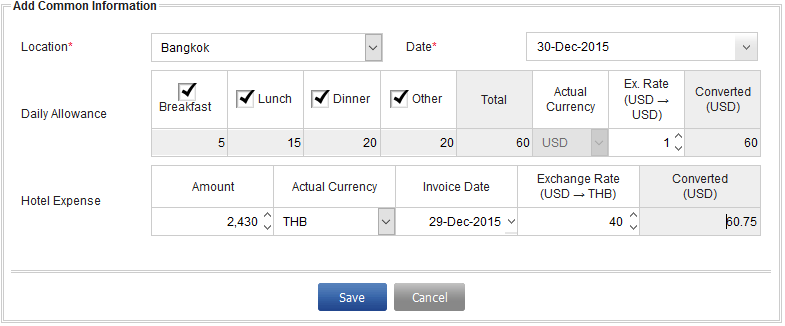 Add Common Information
Location* Bangkok Date* 30-Dec-2015
Daily Allowance
Breakfast Lunch Dinner Other Total Actual Currency Ex. Rate (USD → USD) Converted (USD)
5 15 20 20 60 USD 1 60
Hotel Expense
Amount Actual Currency Invoice Date Exchange Rate (USD → THB) Converted (USD)
2,430 THB 29-Dec-2015 40 60.75
Save Cancel